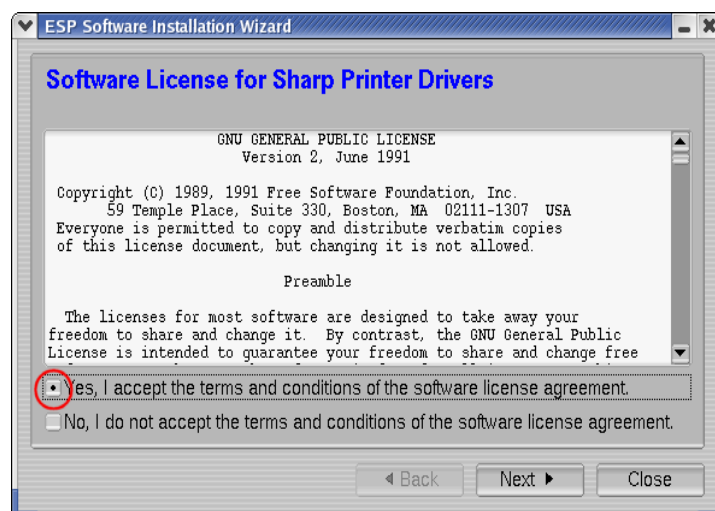 ESP Software Installation Wizard
Software License for Sharp Printer Drivers
GNU GENERAL PUBLIC LICENSE
Version 2, June 1991
Copyright (C) 1989, 1991 Free Software Foundation, Inc.
59 Temple Place, Suite 330, Boston, MA 02111-1307 USA
Everyone is permitted to copy and distribute verbatim copies
of this license document, but changing it is not allowed.
Preamble
The licenses for most software are designed to take away your
freedom to share and change it. By contrast, the GNU General Public
License is intended to guarantee your freedom to share and change free
Yes, I accept the terms and conditions of the software license agreement.
No, I do not accept the terms and conditions of the software license agreement.
Back Next Close